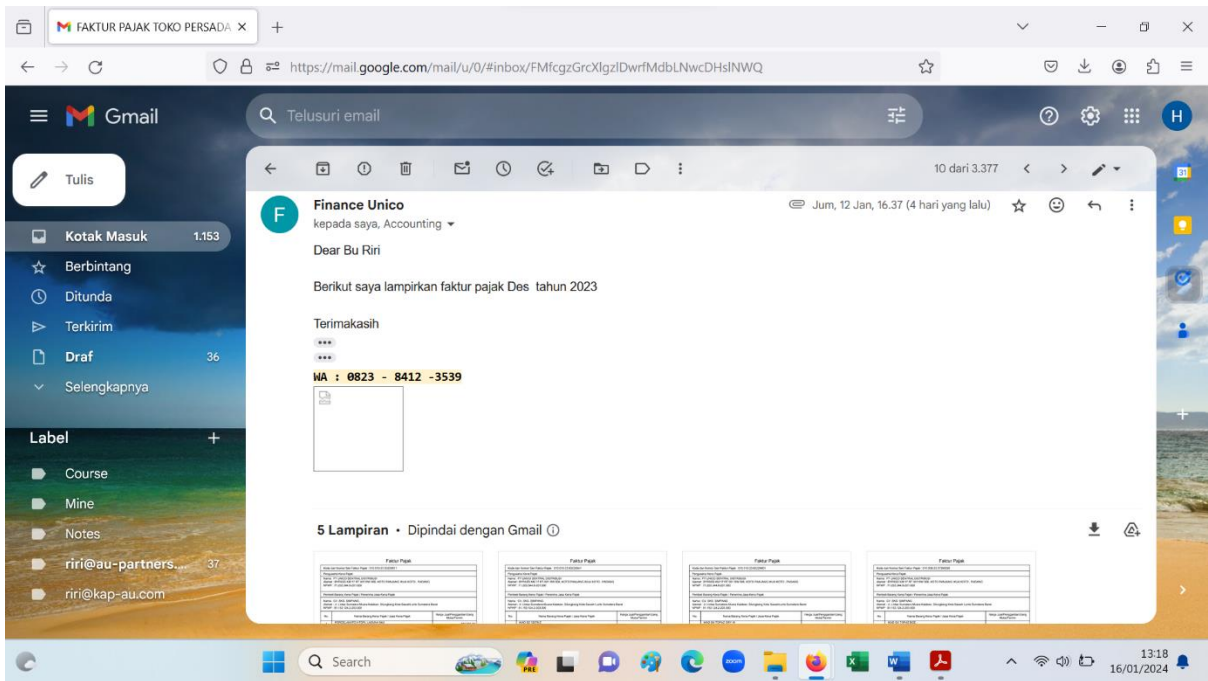 FAKTUR PAJAK TOKO PERSADA
https://mail.google.com/mail/u/0/#inbox/FMfcgzGrcXlgzlDwrfMdbLNwcDHslNWQ
Gmail
Telusuri email
H
Tulis
10 dari 3.377
31
F
Finance Unico
Jum, 12 Jan, 16.37 (4 hari yang lalu)
kepada saya, Accounting
Kotak Masuk 1.153
Berbintang
Ditunda
Terkirim
Draf 36
Selengkapnya
Dear Bu Riri
Berikut saya lampirkan faktur pajak Des tahun 2023
Terimakasih
WA : 0823 - 8412 -3539
Label
Course
Mine
Notes
riri@au-partners... 37
riri@kap-au.com
5 Lampiran • Dipindai dengan Gmail
Faktur Pajak
Faktur Pajak
Faktur Pajak
Faktur Pajak
Search
PRE
zoom
13:18
16/01/2024